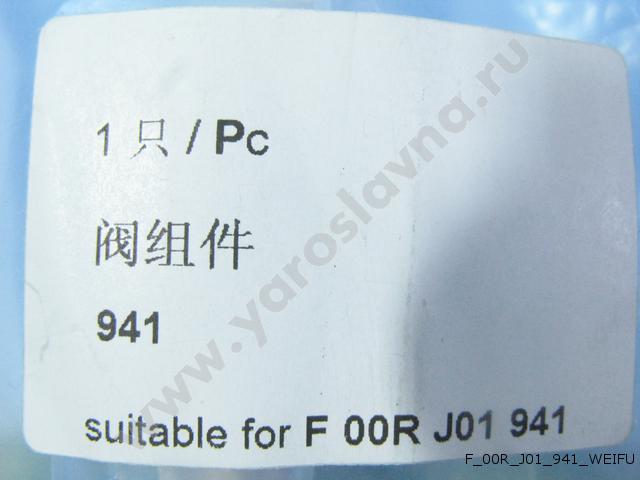 1 只 / Pc
阀组件
941
suitable for F 00R J01 941
www.yaroslavna.ru
F_00R_J01_941_WEIFU